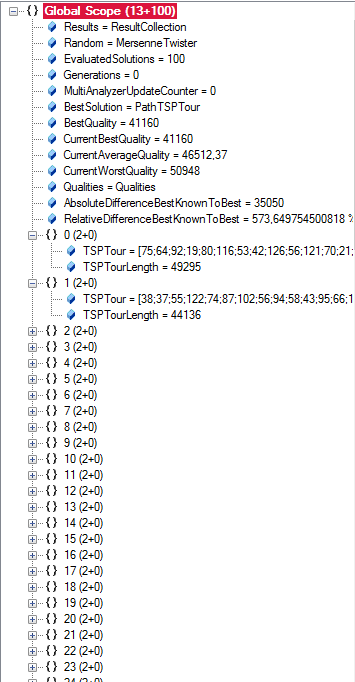 {} Global Scope (13+100)
Results = ResultCollection
Random = MersenneTwister
EvaluatedSolutions = 100
Generations = 0
MultiAnalyzerUpdateCounter = 0
BestSolution = PathTSPTour
BestQuality = 41160
CurrentBestQuality = 41160
CurrentAverageQuality = 46512,37
CurrentWorstQuality = 50948
Qualities = Qualities
AbsoluteDifferenceBestKnownToBest = 35050
RelativeDifferenceBestKnownToBest = 573,649754500818 %
{} 0 (2+0)
TSPTour = [75;64;92;19;80;116;53;42;126;56;121;70;21;
TSPTourLength = 49295
{} 1 (2+0)
TSPTour = [38;37;55;122;74;87;102;56;94;58;43;95;66;1
TSPTourLength = 44136
{} 2 (2+0)
{} 3 (2+0)
{} 4 (2+0)
{} 5 (2+0)
{} 6 (2+0)
{} 7 (2+0)
{} 8 (2+0)
{} 9 (2+0)
{} 10 (2+0)
{} 11 (2+0)
{} 12 (2+0)
{} 13 (2+0)
{} 14 (2+0)
{} 15 (2+0)
{} 16 (2+0)
{} 17 (2+0)
{} 18 (2+0)
{} 19 (2+0)
{} 20 (2+0)
{} 21 (2+0)
{} 22 (2+0)
{} 23 (2+0)